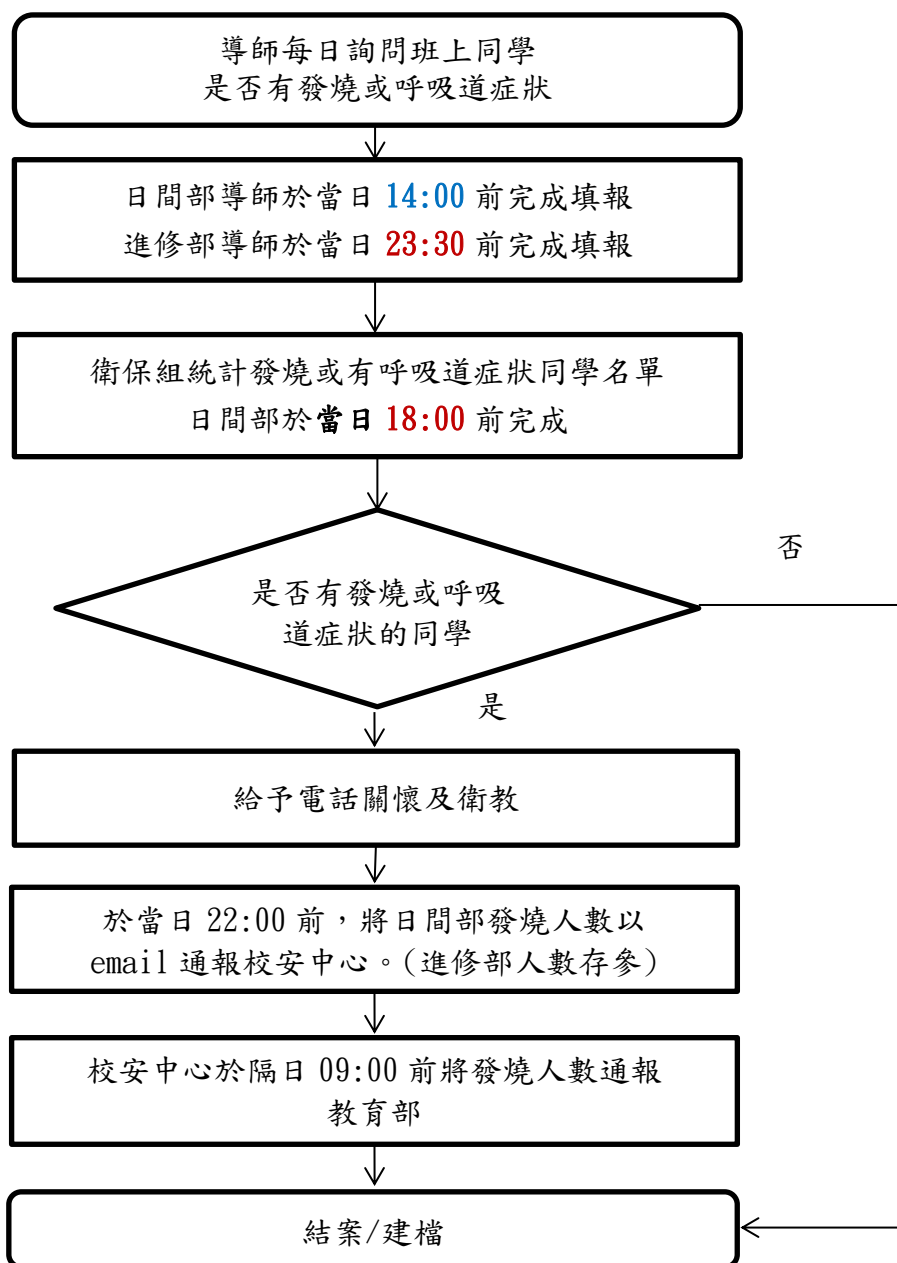 導師每日詢問班上同學
是否有發燒或呼吸道症狀
日間部導師於當日 14:00 前完成填報
進修部導師於當日 23:30 前完成填報
衛保組統計發燒或有呼吸道症狀同學名單
日間部於當日 18:00 前完成
否
是否有發燒或呼吸
道症狀的同學
是
給予電話關懷及衛教
於當日 22:00 前，將日間部發燒人數以
email 通報校安中心。(進修部人數存參)
校安中心於隔日 09:00 前將發燒人數通報
教育部
結案/建檔